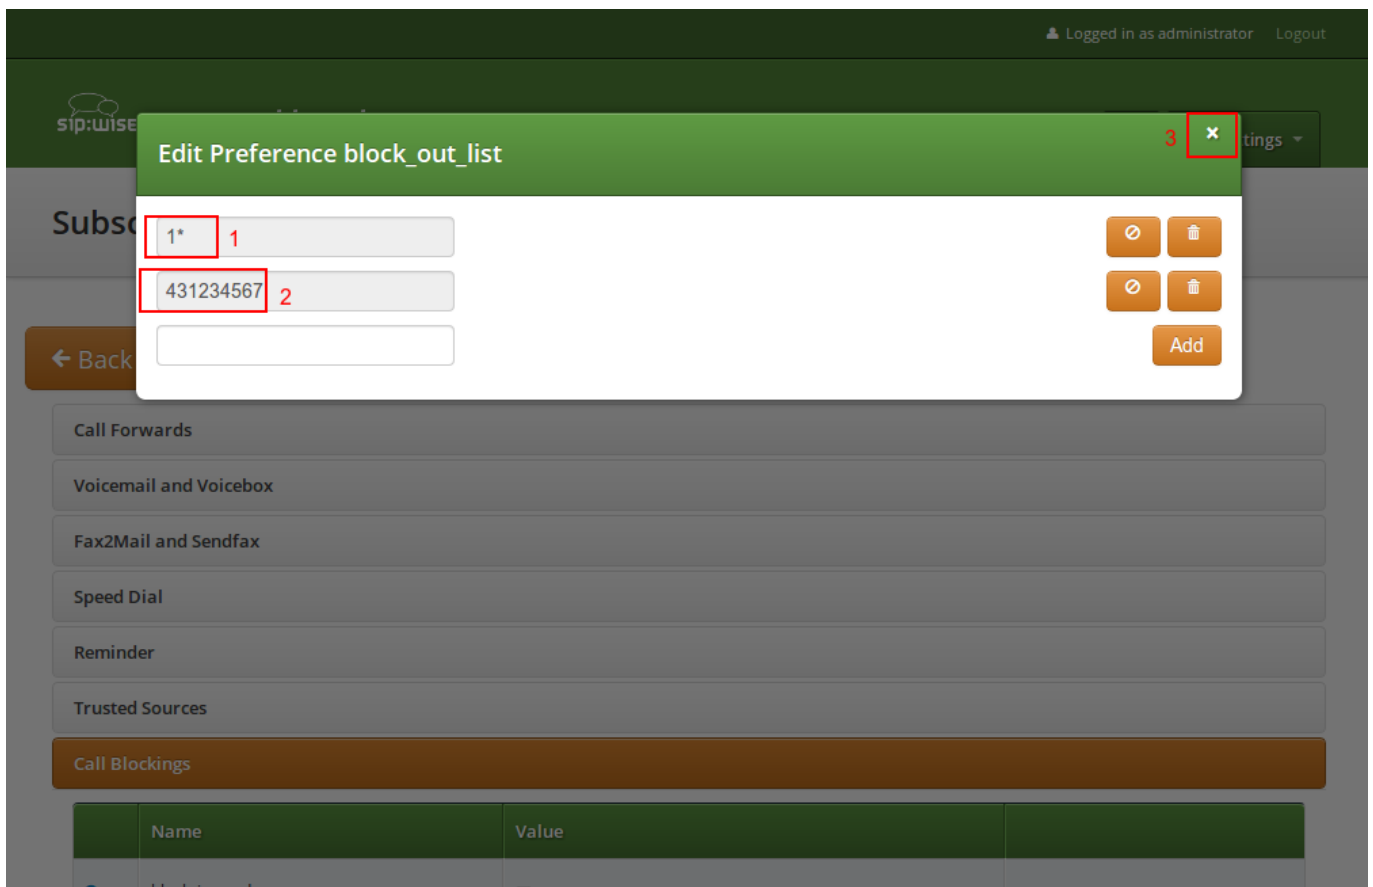 Logged in as administrator Logout
sip:wise
Edit Preference block_out_list
3
tings
Subsc
1* 1
431234567 2
Add
Back
Call Forwards
Voicemail and Voicebox
Fax2Mail and Sendfax
Speed Dial
Reminder
Trusted Sources
Call Blockings
Name Value